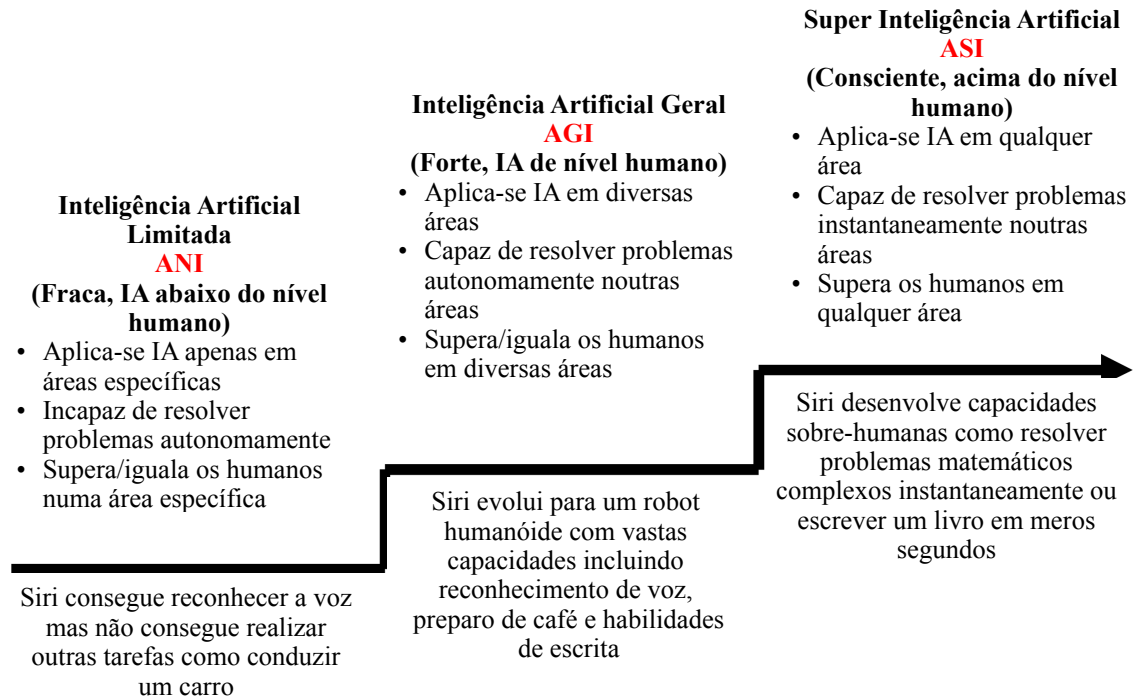 Inteligência Artificial
Limitada
ANI
(Fraca, IA abaixo do nível
humano)
• Aplica-se IA apenas em
áreas específicas
• Incapaz de resolver
problemas autonomamente
• Supera/iguala os humanos
numa área específica
Siri consegue reconhecer a voz
mas não consegue realizar
outras tarefas como conduzir
um carro
Inteligência Artificial Geral
AGI
(Forte, IA de nível humano)
• Aplica-se IA em diversas
áreas
• Capaz de resolver problemas
autonomamente noutras
áreas
• Supera/iguala os humanos
em diversas áreas
Siri evolui para um robot
humanóide com vastas
capacidades incluindo
reconhecimento de voz,
preparo de café e habilidades
de escrita
Super Inteligência Artificial
ASI
(Consciente, acima do nível
humano)
• Aplica-se IA em qualquer
área
• Capaz de resolver problemas
instantaneamente noutras
áreas
• Supera os humanos em
qualquer área
Siri desenvolve capacidades
sobre-humanas como resolver
problemas matemáticos
complexos instantaneamente ou
escrever um livro em meros
segundos